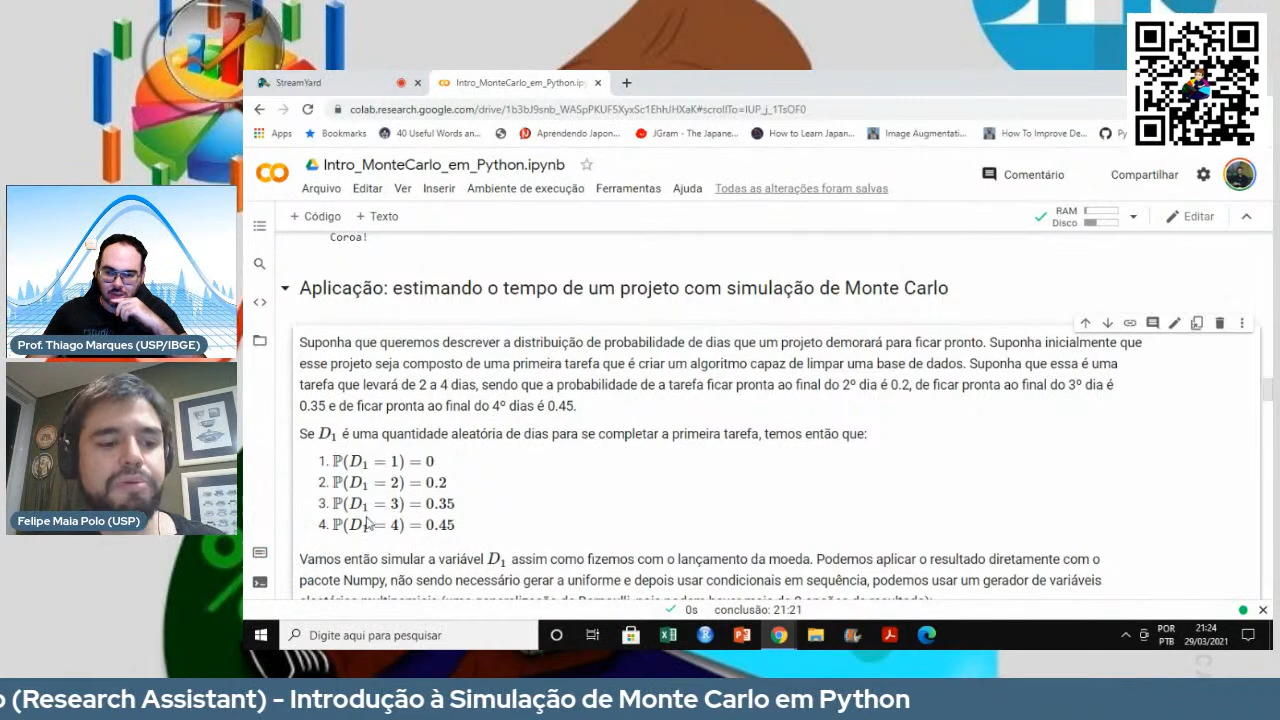 StreamYard
Intro_MonteCarlo_em_Python.ip
colab.research.google.com/drive/1b3bJ9snb_WASpPKUF5XyxSc1EhhJHXaK#scrollTo=IUP_j_1TsOF0
Apps Bookmarks 40 Useful Words an... Aprendendo Japon... JGram - The Japane... How to Learn Japan... Image Augmentati... How To Improve De... Py
Intro_MonteCarlo_em_Python.ipynb
Comentário Compartilhar
Arquivo Editar Ver Inserir Ambiente de execução Ferramentas Ajuda Todas as alterações foram salvas
+ Código + Texto
RAM
Disco
Editar
Coroa!
Aplicação: estimando o tempo de um projeto com simulação de Monte Carlo
Suponha que queremos descrever a distribuição de probabilidade de dias que um projeto demorará para ficar pronto. Suponha inicialmente que
esse projeto seja composto de uma primeira tarefa que é criar um algoritmo capaz de limpar uma base de dados. Suponha que essa é uma
tarefa que levará de 2 a 4 dias, sendo que a probabilidade de a tarefa ficar pronta ao final do 2º dia é 0.2, de ficar pronta ao final do 3º dia é
0.35 e de ficar pronta ao final do 4º dias é 0.45.
Se D₁ é uma quantidade aleatória de dias para se completar a primeira tarefa, temos então que:
1. ℙ(D₁ = 1) = 0
2. ℙ(D₁ = 2) = 0.2
3. ℙ(D₁ = 3) = 0.35
4. ℙ(D₁ = 4) = 0.45
Vamos então simular a variável D₁ assim como fizemos com o lançamento da moeda. Podemos aplicar o resultado diretamente com o
pacote Numpy, não sendo necessário gerar a uniforme e depois usar condicionais em sequência, podemos usar um gerador de variáveis
0s conclusão: 21:21
Digite aqui para pesquisar
POR
PTB
21:24
29/03/2021
Prof. Thiago Marques (USP/IBGE)
Felipe Maia Polo (USP)
o (Research Assistant) - Introdução à Simulação de Monte Carlo em Python